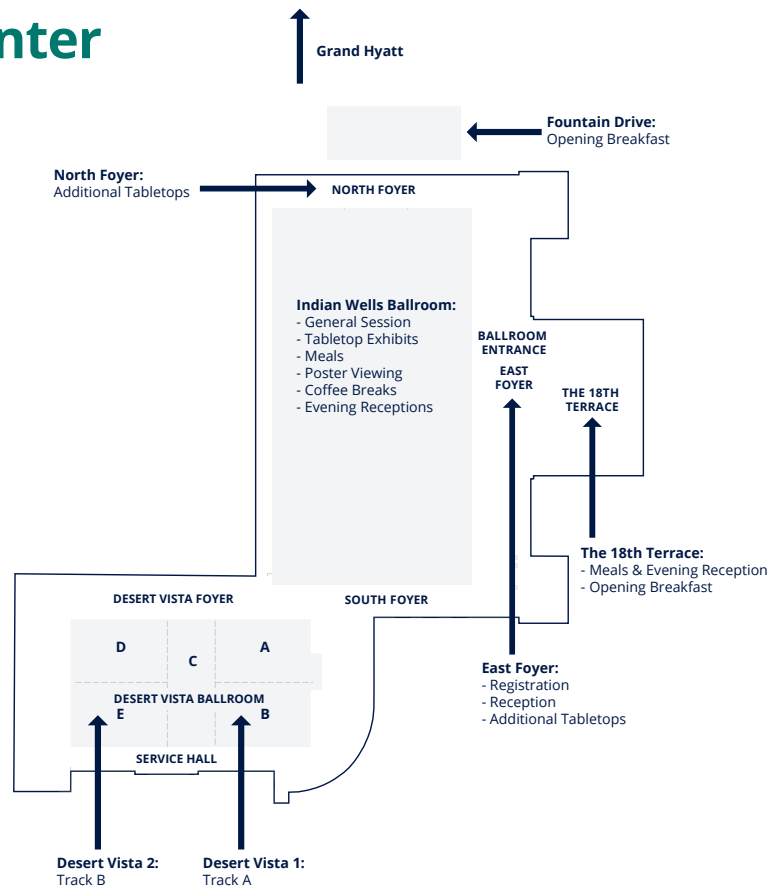 nter
Grand Hyatt
Fountain Drive:
Opening Breakfast
North Foyer:
Additional Tabletops
NORTH FOYER
Indian Wells Ballroom:
- General Session
- Tabletop Exhibits
- Meals
- Poster Viewing
- Coffee Breaks
- Evening Receptions
BALLROOM
ENTRANCE
EAST
FOYER
THE 18TH
TERRACE
The 18th Terrace:
- Meals & Evening Reception
- Opening Breakfast
DESERT VISTA FOYER
SOUTH FOYER
D
A
C
DESERT VISTA BALLROOM
E
B
East Foyer:
- Registration
- Reception
- Additional Tabletops
SERVICE HALL
Desert Vista 2:
Track B
Desert Vista 1:
Track A